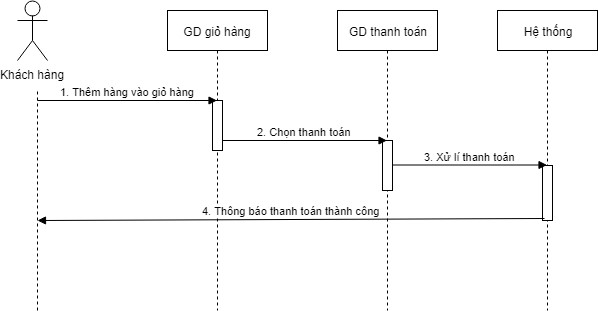 GD giỏ hàng
GD thanh toán
Hệ thống
Khách hàng
1. Thêm hàng vào giỏ hàng
2. Chọn thanh toán
3. Xử lí thanh toán
4. Thông báo thanh toán thành công